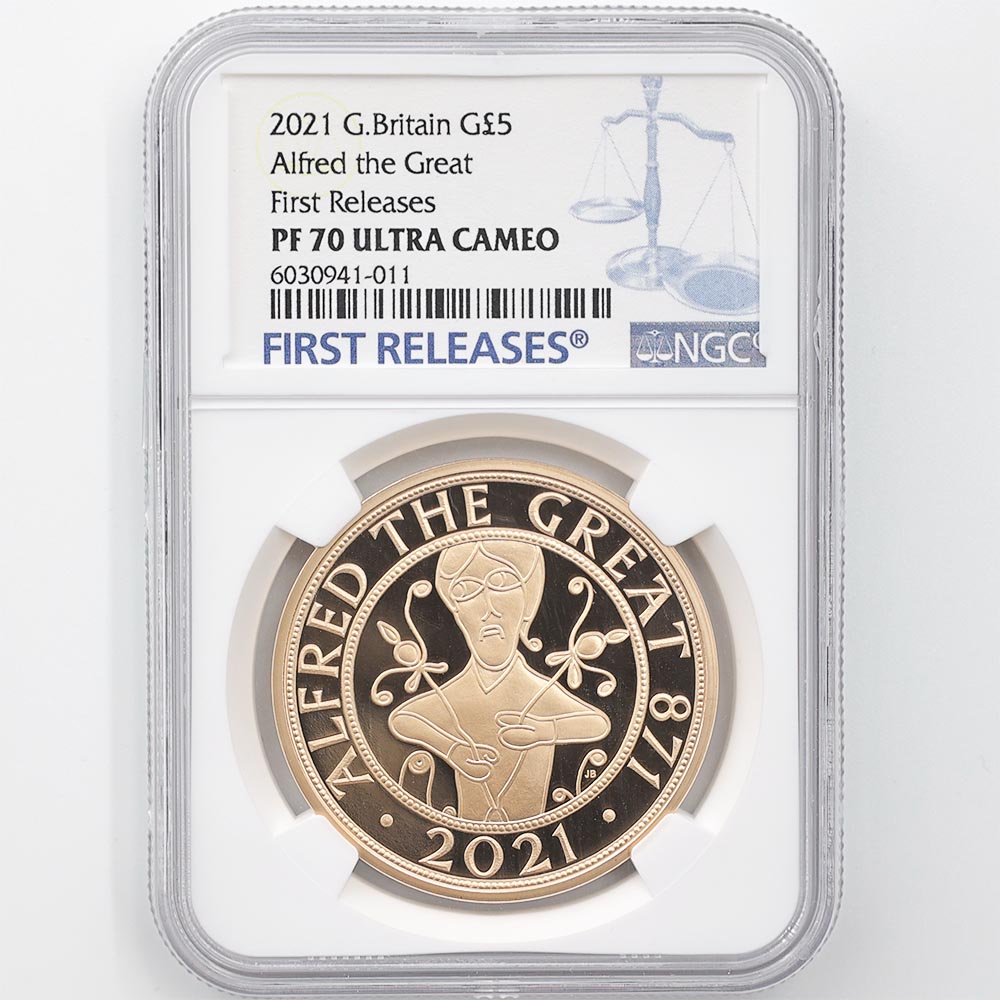 2021 G.Britain G£5
Alfred the Great
First Releases
PF 70 ULTRA CAMEO
6030941-011
FIRST RELEASES®
NGC
ALFRED THE GREAT 871
JB
· 2021 ·